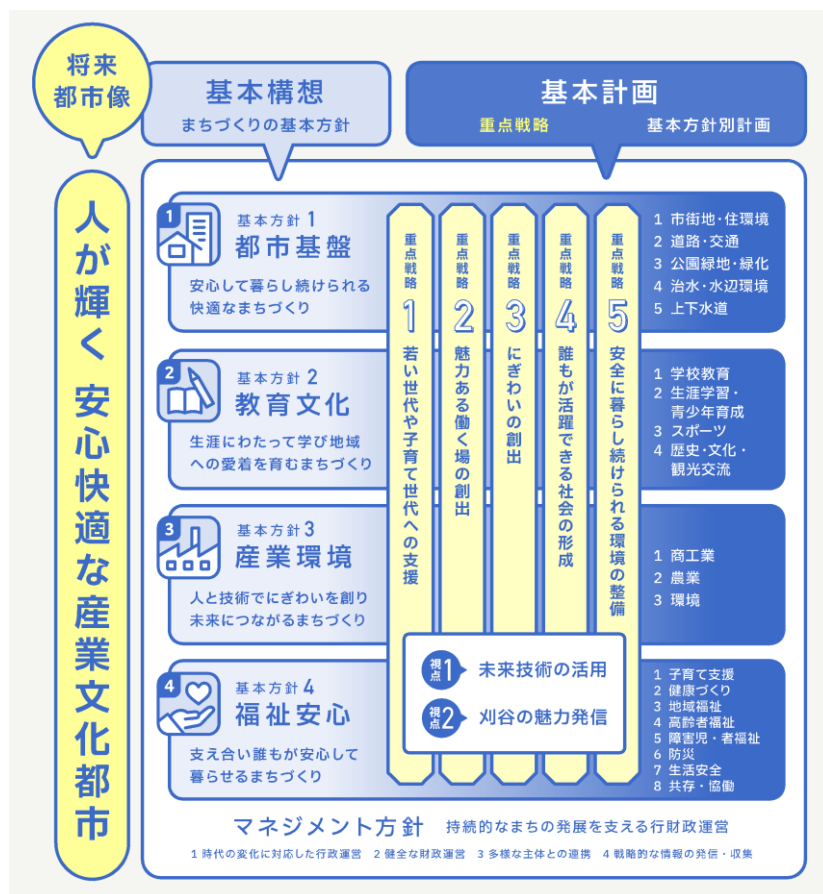 将来
都市像
人が輝く 安心快適な産業文化都市
基本構想
まちづくりの基本方針
基本計画
重点戦略
基本方針別計画
1
基本方針 1
都市基盤
安心して暮らし続けられる
快適なまちづくり
2
基本方針 2
教育文化
生涯にわたって学び地域
への愛着を育むまちづくり
3
基本方針 3
産業環境
人と技術でにぎわいを創り
未来につながるまちづくり
4
基本方針 4
福祉安心
支え合い誰もが安心して
暮らせるまちづくり
重点戦略 1 若い世代や子育て世代への支援
重点戦略 2 魅力ある働く場の創出
重点戦略 3 にぎわいの創出
重点戦略 4 誰もが活躍できる社会の形成
重点戦略 5 安全に暮らし続けられる環境の整備
視点1 未来技術の活用
視点2 刈谷の魅力発信
1 市街地・住環境
2 道路・交通
3 公園緑地・緑化
4 治水・水辺環境
5 上下水道
1 学校教育
2 生涯学習・
青少年育成
3 スポーツ
4 歴史・文化・
観光交流
1 商工業
2 農業
3 環境
1 子育て支援
2 健康づくり
3 地域福祉
4 高齢者福祉
5 障害児・者福祉
6 防災
7 生活安全
8 共存・協働
マネジメント方針 持続的なまちの発展を支える行財政運営
1 時代の変化に対応した行政運営 2 健全な財政運営 3 多様な主体との連携 4 戦略的な情報の発信・収集